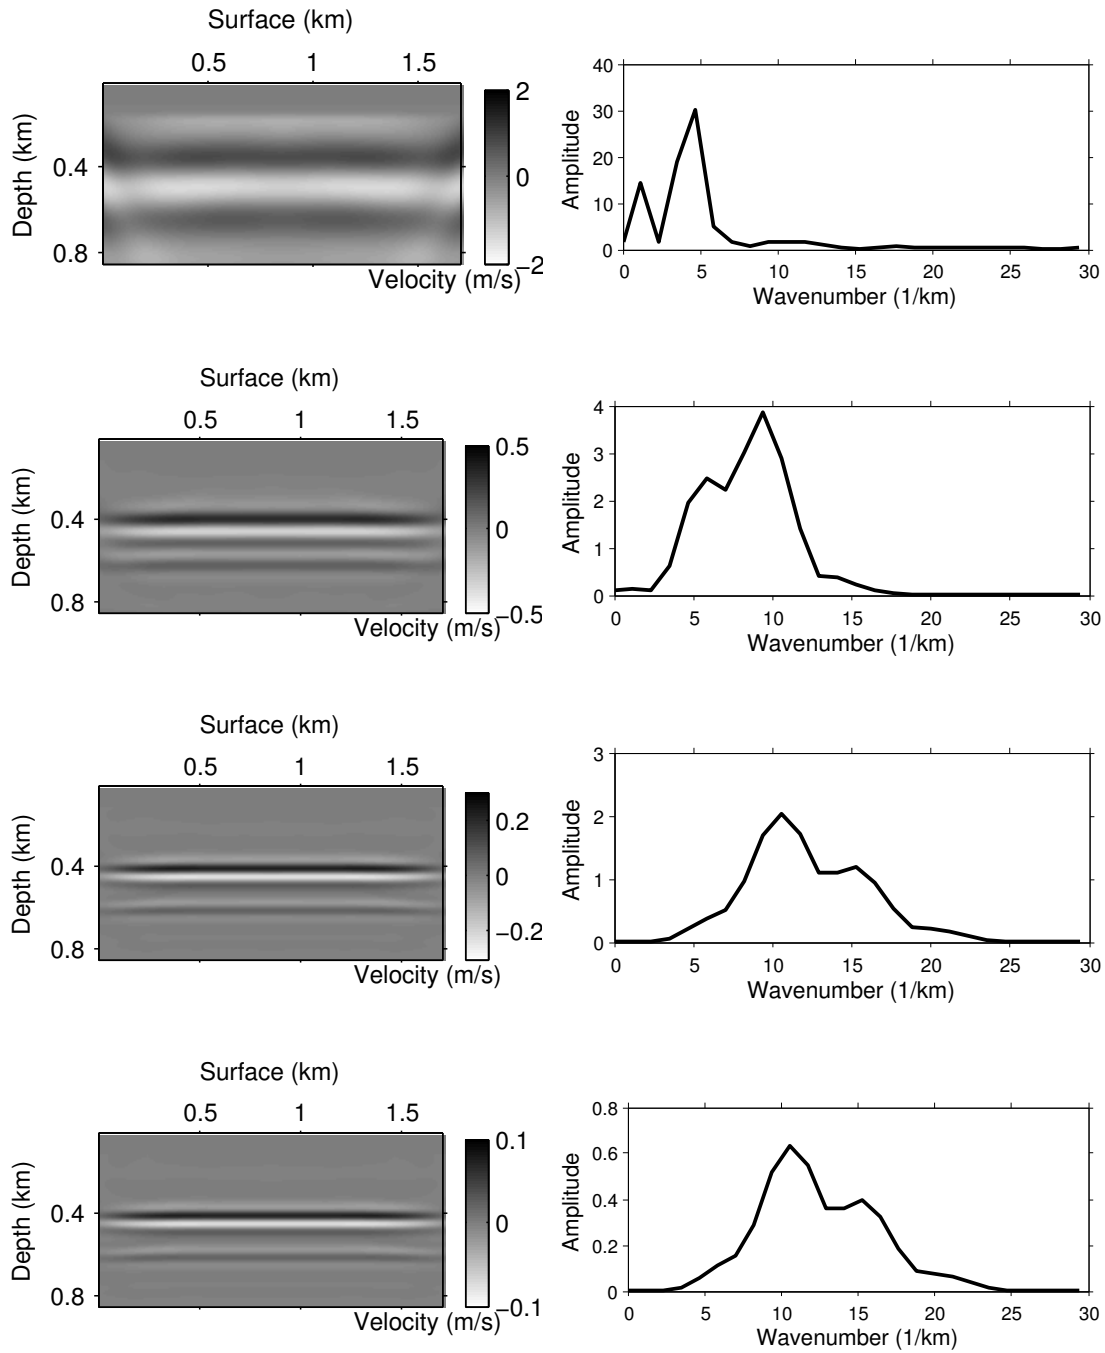 Surface (km)
0.5 1 1.5
Depth (km)
0.4
0.8
2
0
−2
Velocity (m/s)
Amplitude
40
30
20
10
0
0 5 10 15 20 25 30
Wavenumber (1/km)
Surface (km)
0.5 1 1.5
Depth (km)
0.4
0.8
0.5
0
−0.5
Velocity (m/s)
Amplitude
4
3
2
1
0
0 5 10 15 20 25 30
Wavenumber (1/km)
Surface (km)
0.5 1 1.5
Depth (km)
0.4
0.8
0.2
0
−0.2
Velocity (m/s)
Amplitude
3
2
1
0
0 5 10 15 20 25 30
Wavenumber (1/km)
Surface (km)
0.5 1 1.5
Depth (km)
0.4
0.8
0.1
0
−0.1
Velocity (m/s)
Amplitude
0.8
0.6
0.4
0.2
0
0 5 10 15 20 25 30
Wavenumber (1/km)